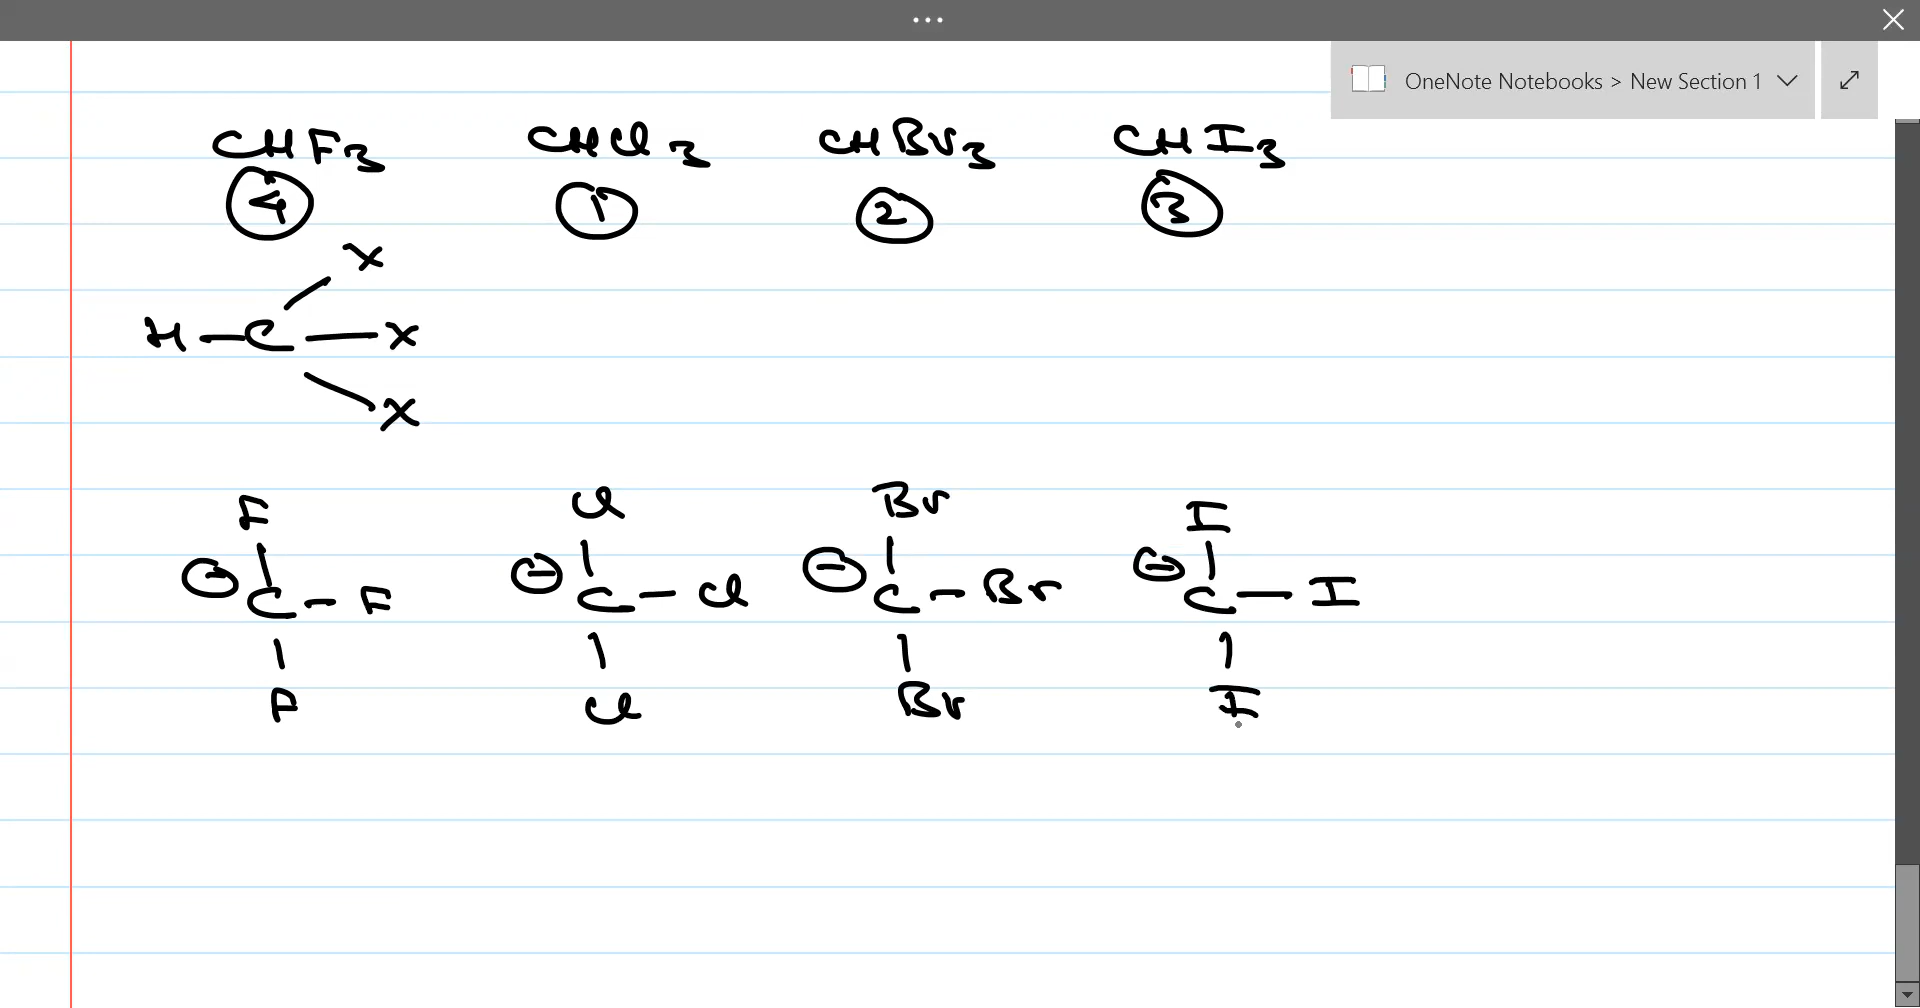 ...
OneNote Notebooks > New Section 1
CHF3 CHCl3 CHBr3 CHI3
4 1 2 3
X
H-C-X
X
F Cl Br I
⊖ ⊖ ⊖ ⊖
C-F C-Cl C-Br C-I
F Cl Br I